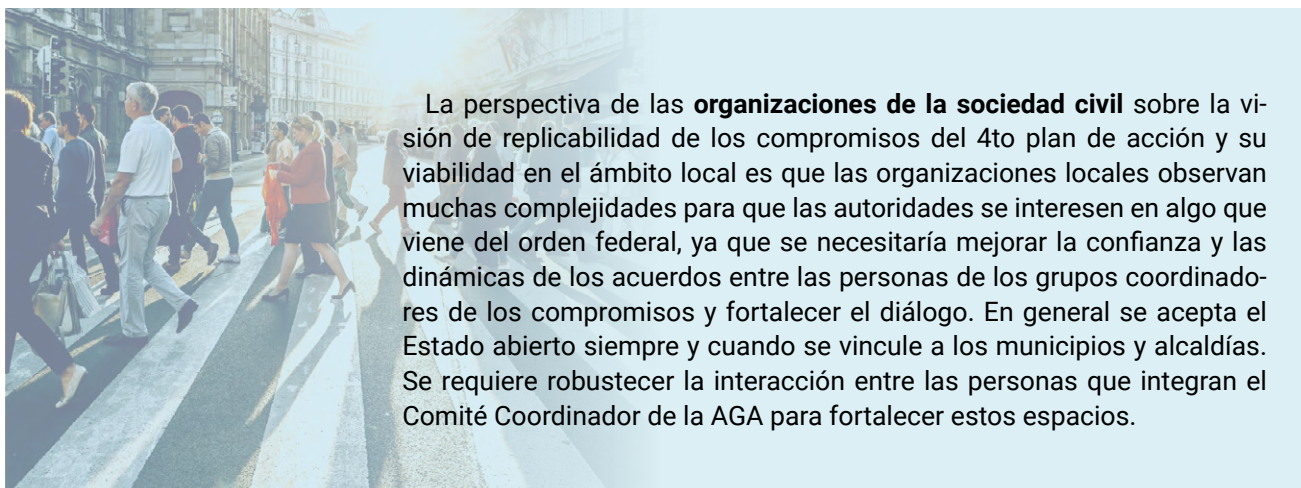 La perspectiva de las organizaciones de la sociedad civil sobre la vi-
sión de replicabilidad de los compromisos del 4to plan de acción y su
viabilidad en el ámbito local es que las organizaciones locales observan
muchas complejidades para que las autoridades se interesen en algo que
viene del orden federal, ya que se necesitaría mejorar la confianza y las
dinámicas de los acuerdos entre las personas de los grupos coordinado-
res de los compromisos y fortalecer el diálogo. En general se acepta el
Estado abierto siempre y cuando se vincule a los municipios y alcaldías.
Se requiere robustecer la interacción entre las personas que integran el
Comité Coordinador de la AGA para fortalecer estos espacios.